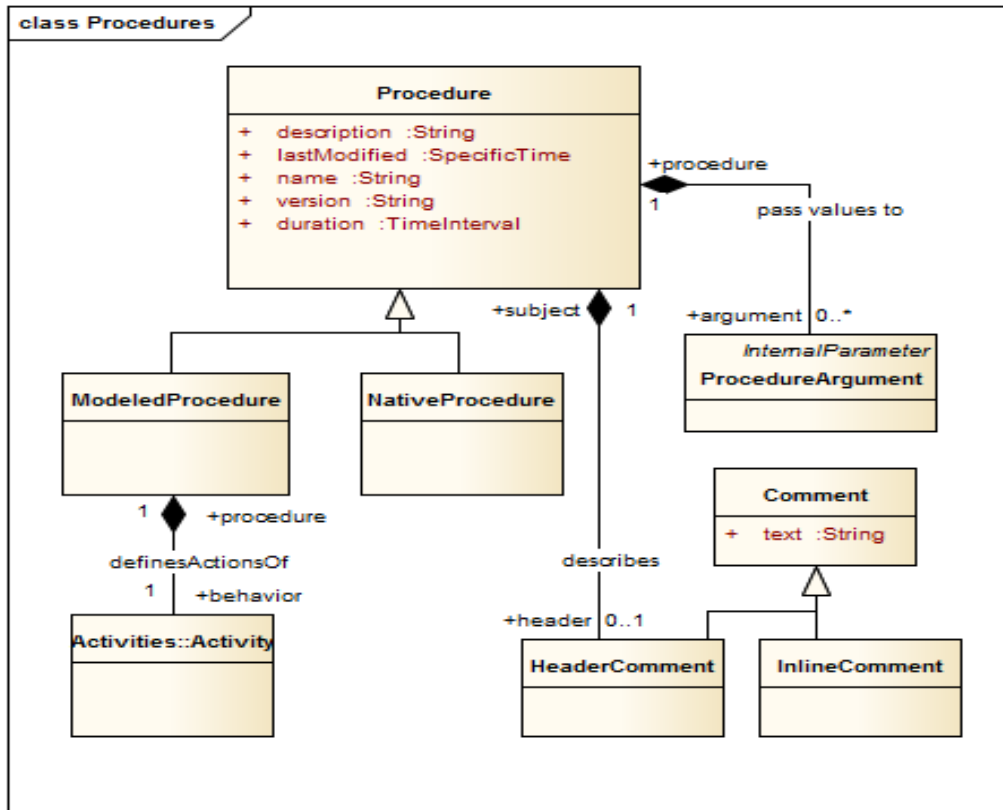 class Procedures
Procedure
+ description :String
+ lastModified :SpecificTime
+ name :String
+ version :String
+ duration :TimeInterval
+procedure
1
pass values to
+argument 0..*
InternalParameter
ProcedureArgument
+subject 1
ModeledProcedure
NativeProcedure
1 +procedure
definesActionsOf
1 +behavior
Activities::Activity
describes
+header 0..1
Comment
+ text :String
HeaderComment
InlineComment